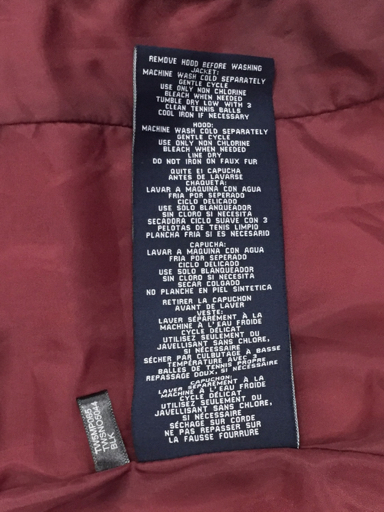 REMOVE HOOD BEFORE WASHING
JACKET:
MACHINE WASH COLD SEPARATELY
GENTLE CYCLE
USE ONLY NON CHLORINE
BLEACH WHEN NEEDED
TUMBLE DRY LOW WITH 3
CLEAN TENNIS BALLS
COOL IRON IF NECESSARY
HOOD:
MACHINE WASH COLD SEPARATELY
GENTLE CYCLE
USE ONLY NON CHLORINE
BLEACH WHEN NEEDED
LINE DRY
DO NOT IRON ON FAUX FUR
QUITE EI CAPUCHA
ANTES DE LAVARSE
CHAQUETA:
LAVAR A MAQUINA CON AGUA
FRIA POR SEPERADO
CICLO DELICADO
USE SOLO BLANQUEADOR
SIN CLORO SI NECESITA
SECADORA CICLO SUAVE CON 3
PELOTAS DE TENIS LIMPIO
PLANCHA FRIA SI ES NECESARIO
CAPUCHA:
LAVAR A MAQUINA CON AGUA
FRIA POR SEPERADO
CICLO DELICADO
USE SOLO BLANQUEADOR
SIN CLORO SI NECESITA
SECAR COLGADO
NO PLANCHE EN PIEL SINTETICA
RETIRER LA CAPUCHON
AVANT DE LAVER
VESTE:
LAVER SÉPARÉMENT À LA
MACHINE À L'EAU FROIDE
CYCLE DÉLICAT
UTILISEZ SEULEMENT DU
JAVELLISANT SANS CHLORE,
SI NÉCESSAIRE
SÉCHER PAR CULBUTAGE À BASSE
TEMPÉRATURE AVEC 3
BALLES DE TENNIS PROPRE
REPASSAGE DOUX, SI NÉCESSAIRE
CAPUCHON:
LAVER SÉPARÉMENT À LA
MACHINE À L'EAU FROIDE
CYCLE DÉLICAT
UTILISEZ SEULEMENT DU
JAVELLISANT SANS CHLORE,
SI NÉCESSAIRE
SÉCHAGE SUR CORDE
NE PAS REPASSER SUR
LA FAUSSE FOURRURE
BLK